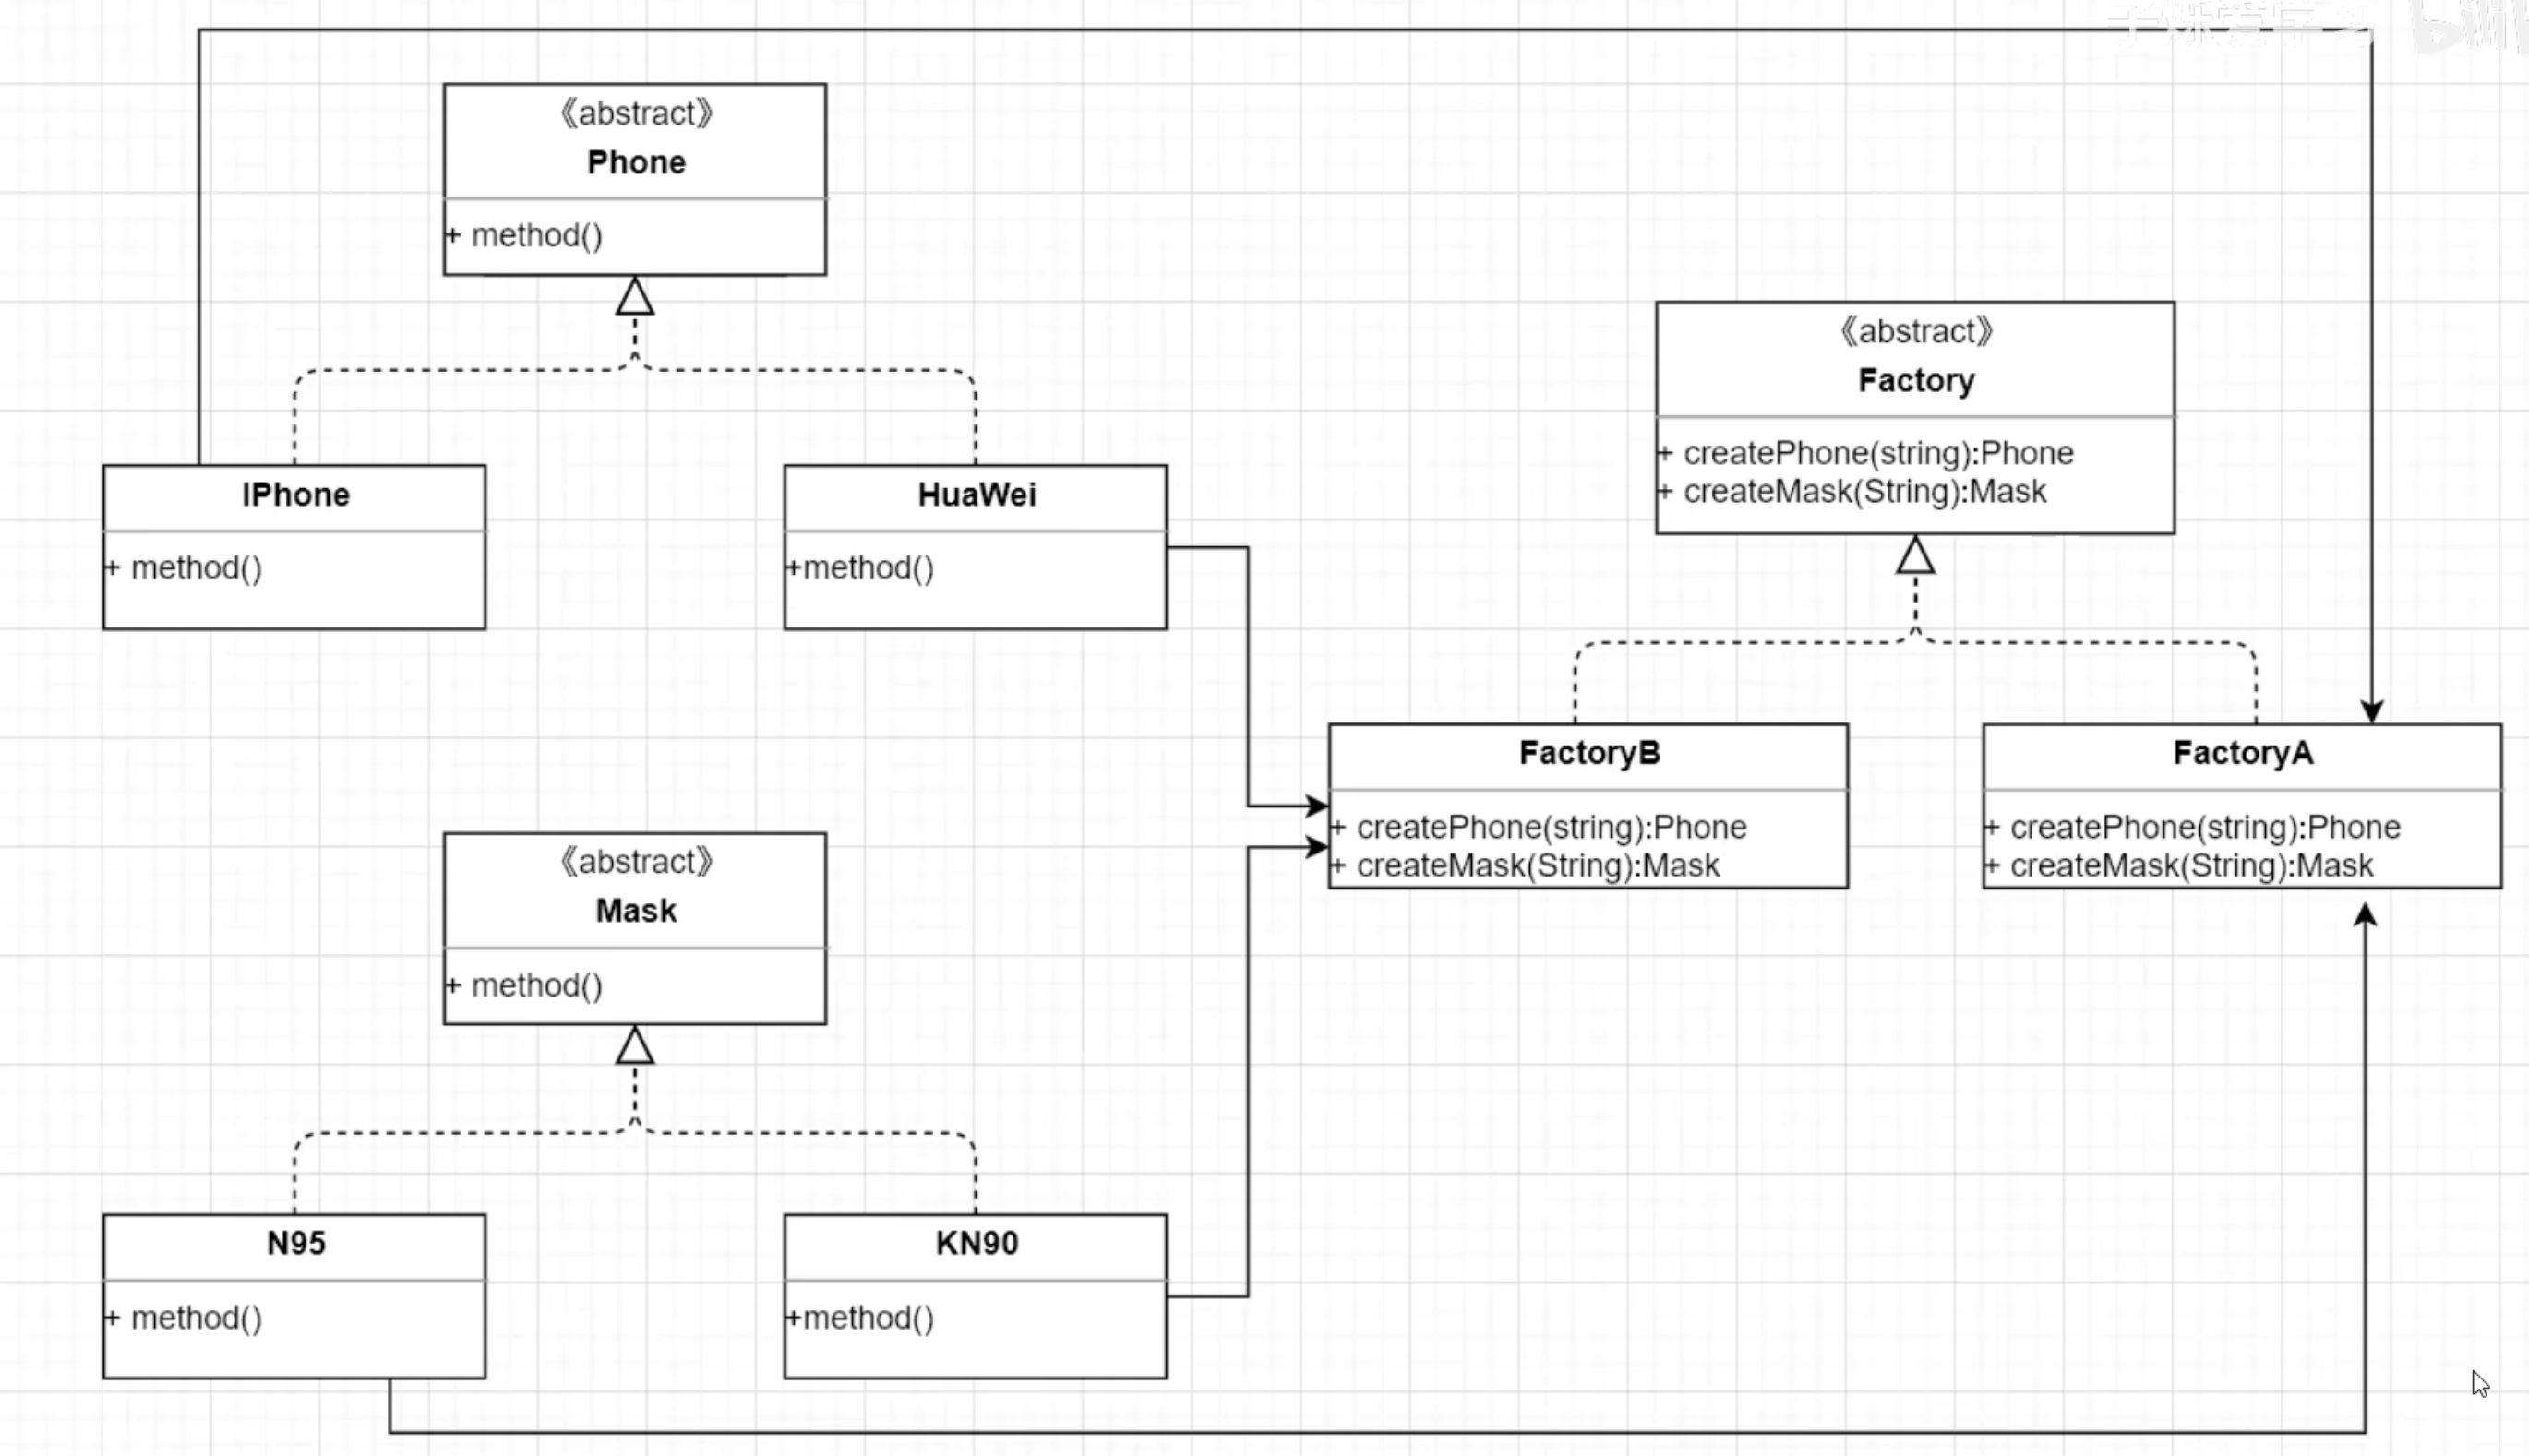 《abstract》
Phone
+ method()
《abstract》
Factory
+ createPhone(string):Phone
+ createMask(String):Mask
IPhone
+ method()
HuaWei
+method()
FactoryB
+ createPhone(string):Phone
+ createMask(String):Mask
FactoryA
+ createPhone(string):Phone
+ createMask(String):Mask
《abstract》
Mask
+ method()
N95
+ method()
KN90
+method()